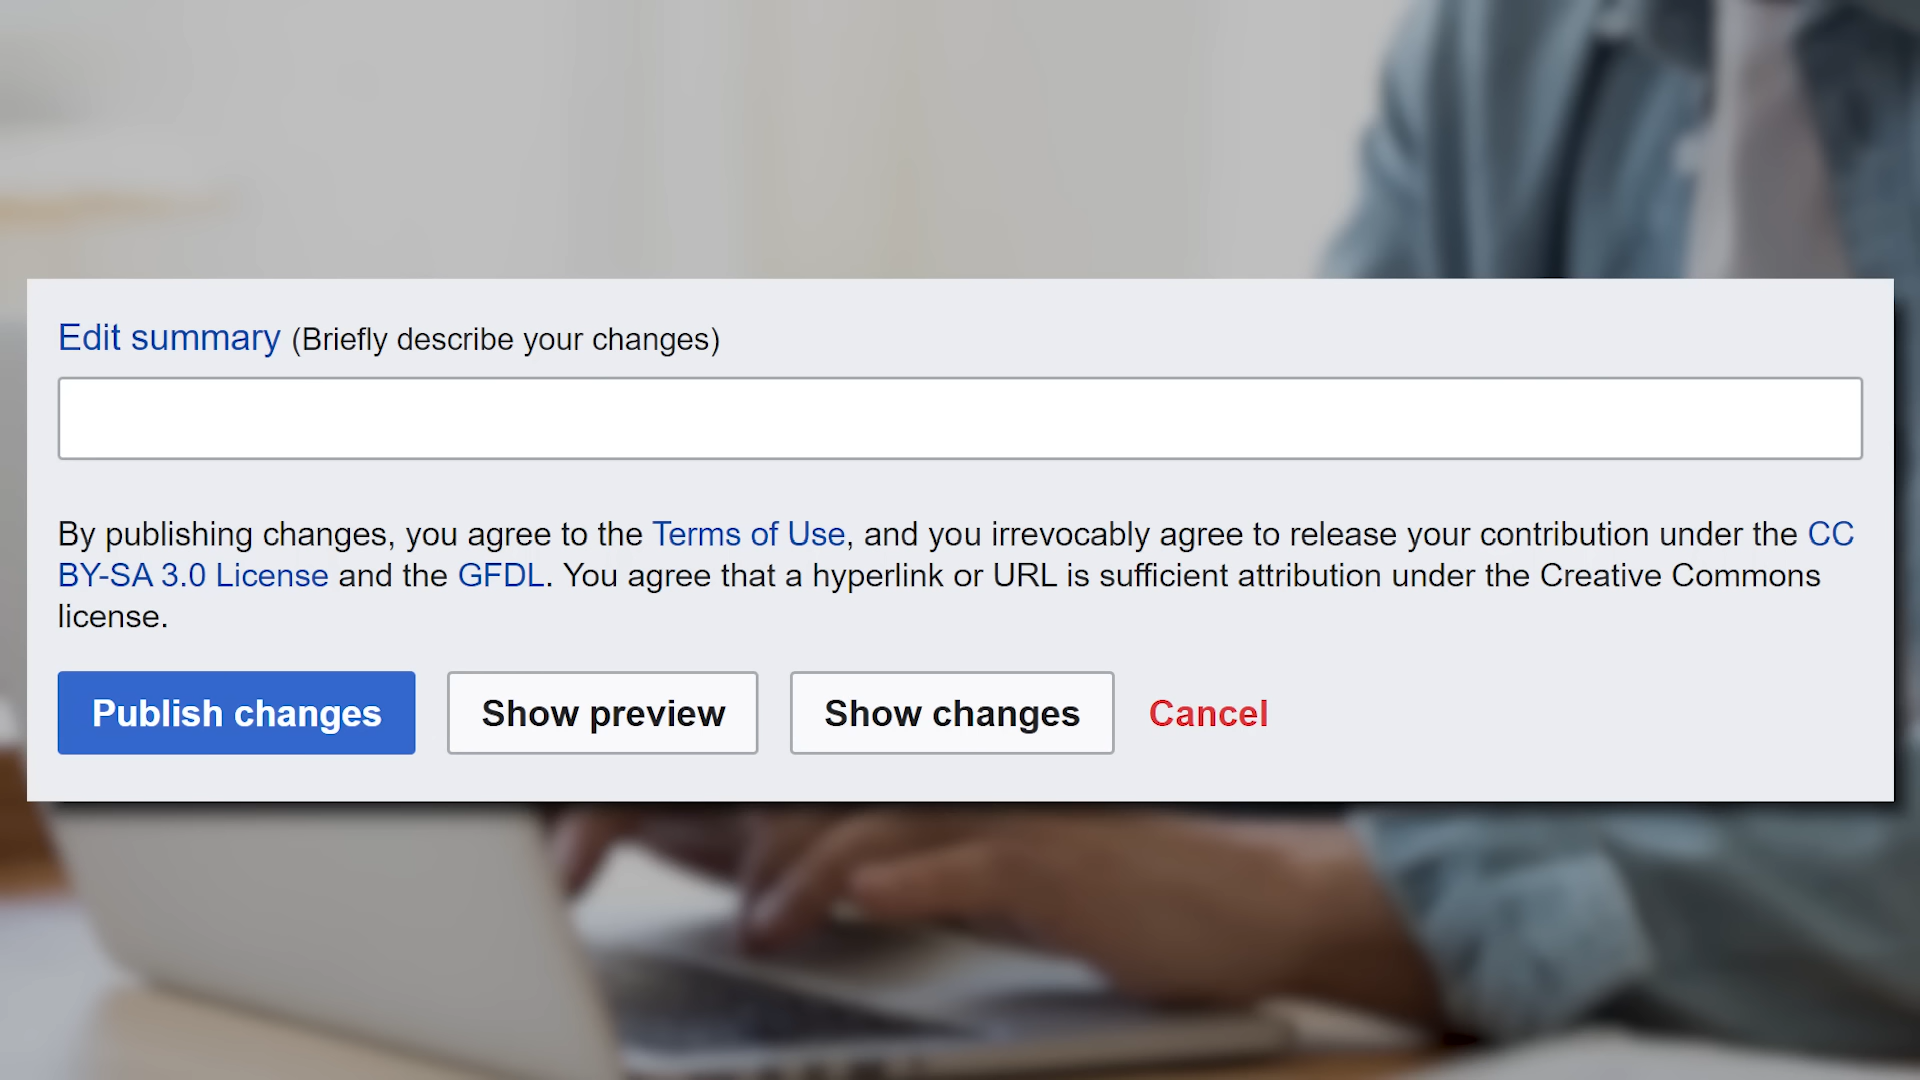 Edit summary (Briefly describe your changes)
By publishing changes, you agree to the Terms of Use, and you irrevocably agree to release your contribution under the CC
BY-SA 3.0 License and the GFDL. You agree that a hyperlink or URL is sufficient attribution under the Creative Commons
license.
Publish changes Show preview Show changes Cancel